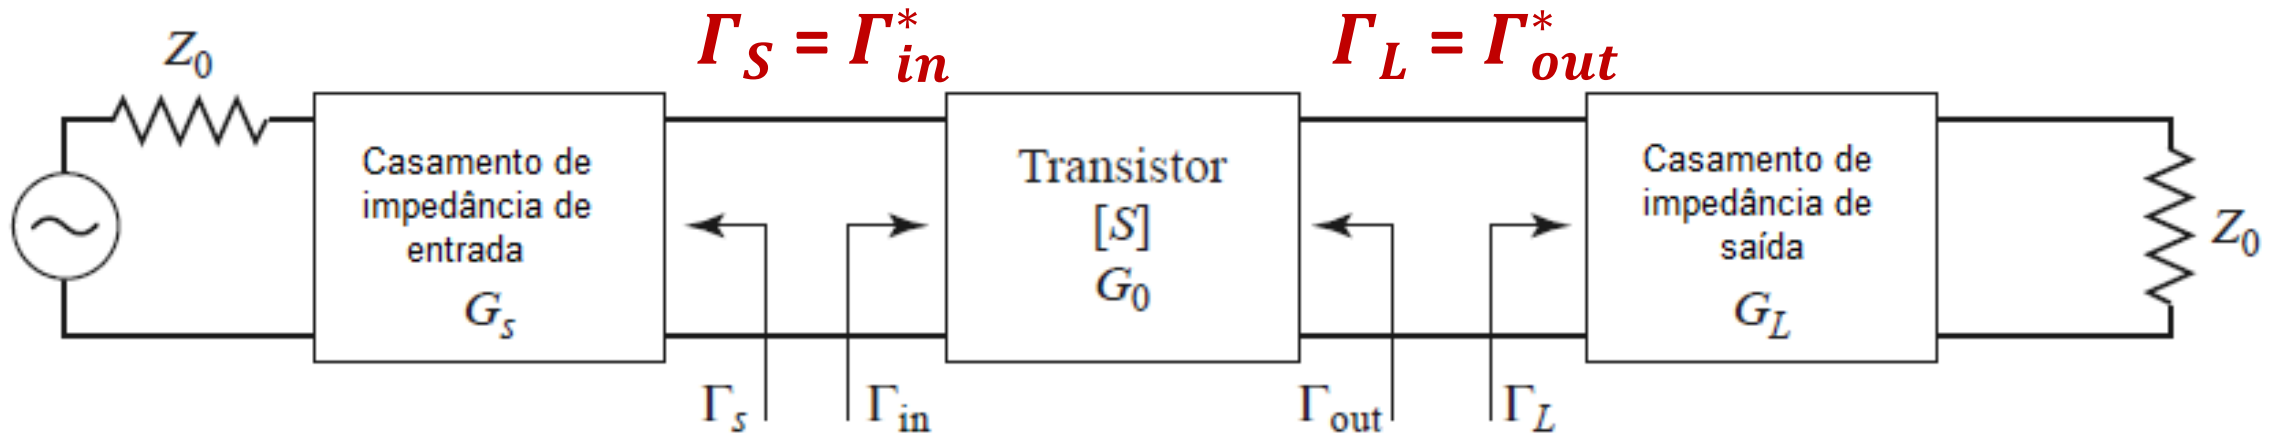 Γ_S = Γ*_in
Γ_L = Γ*_out
Z_0
Casamento de
impedância de
entrada
G_s
Transistor
[S]
G_0
Casamento de
impedância de
saída
G_L
Z_0
Γ_s
Γ_in
Γ_out
Γ_L